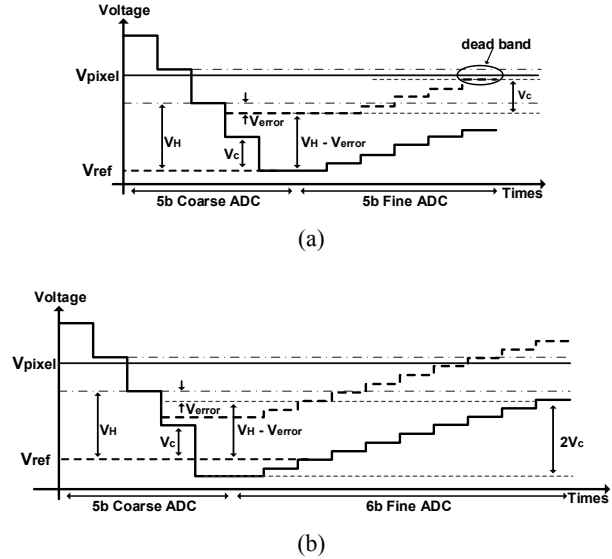 Voltage
dead band
Vpixel
Vc
Verror
VH
VH - Verror
Vc
Vref
Times
5b Coarse ADC
5b Fine ADC
(a)
Voltage
Vpixel
Verror
VH
Vc
VH - Verror
2Vc
Vref
Times
5b Coarse ADC
6b Fine ADC
(b)